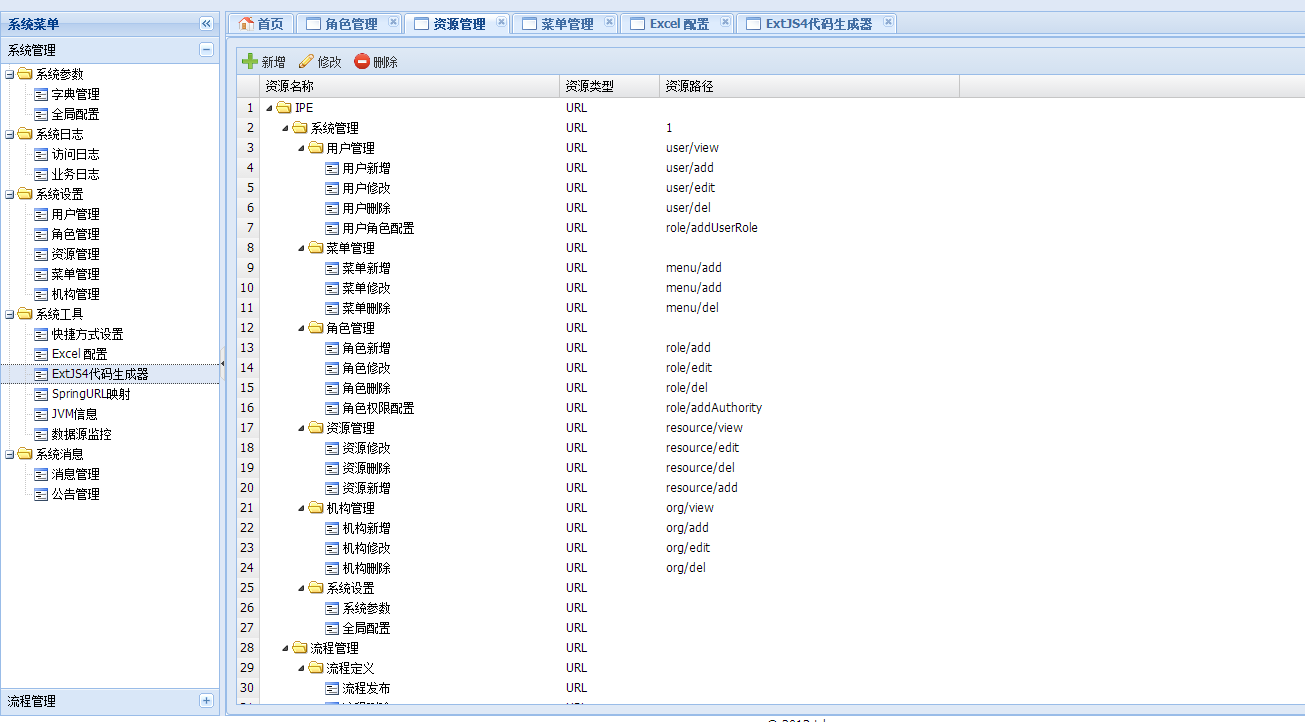 系统菜单
系统管理
系统参数
字典管理
全局配置
系统日志
访问日志
业务日志
系统设置
用户管理
角色管理
资源管理
菜单管理
机构管理
系统工具
快捷方式设置
Excel 配置
ExtJS4代码生成器
SpringURL映射
JVM信息
数据源监控
系统消息
消息管理
公告管理
流程管理
首页 角色管理 资源管理 菜单管理 Excel 配置 ExtJS4代码生成器
新增 修改 删除
资源名称 资源类型 资源路径
1 IPE URL
2 系统管理 URL 1
3 用户管理 URL user/view
4 用户新增 URL user/add
5 用户修改 URL user/edit
6 用户删除 URL user/del
7 用户角色配置 URL role/addUserRole
8 菜单管理 URL
9 菜单新增 URL menu/add
10 菜单修改 URL menu/add
11 菜单删除 URL menu/del
12 角色管理 URL
13 角色新增 URL role/add
14 角色修改 URL role/edit
15 角色删除 URL role/del
16 角色权限配置 URL role/addAuthority
17 资源管理 URL resource/view
18 资源修改 URL resource/edit
19 资源删除 URL resource/del
20 资源新增 URL resource/add
21 机构管理 URL org/view
22 机构新增 URL org/add
23 机构修改 URL org/edit
24 机构删除 URL org/del
25 系统设置 URL
26 系统参数 URL
27 全局配置 URL
28 流程管理 URL
29 流程定义 URL
30 流程发布 URL